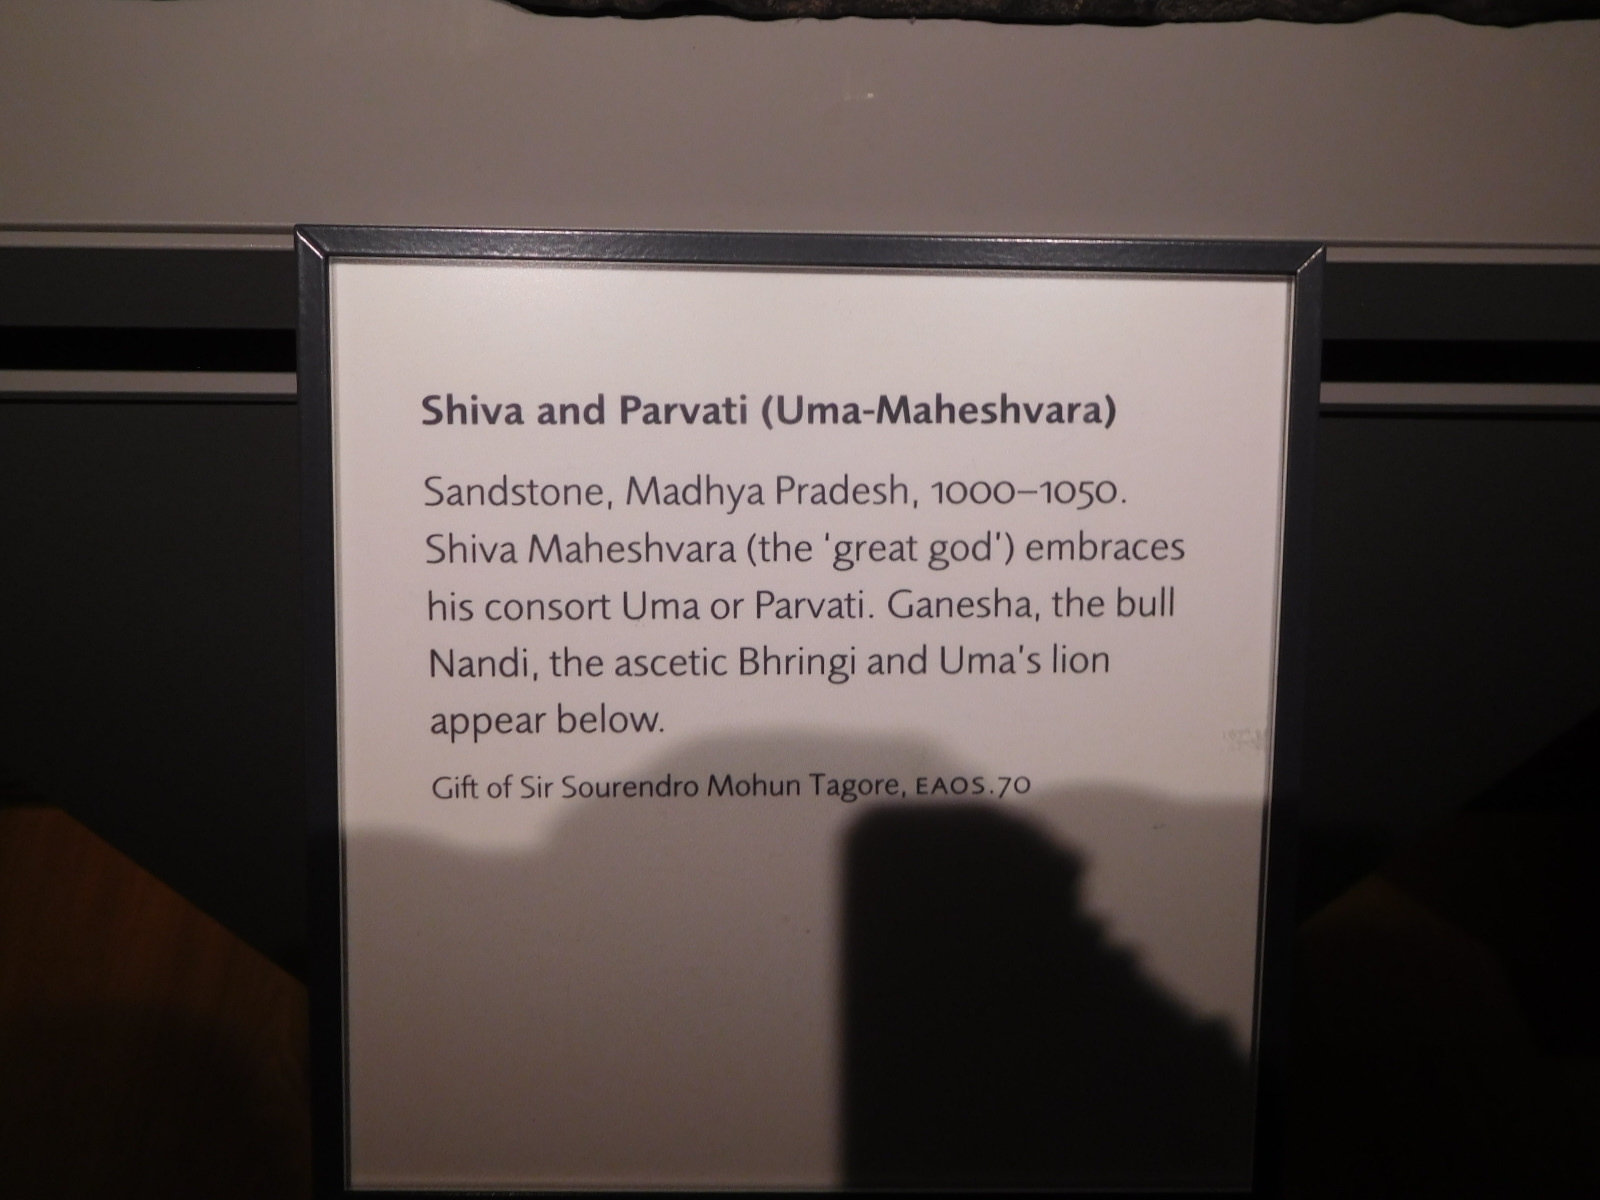 Shiva and Parvati (Uma-Maheshvara)
Sandstone, Madhya Pradesh, 1000–1050.
Shiva Maheshvara (the 'great god') embraces
his consort Uma or Parvati. Ganesha, the bull
Nandi, the ascetic Bhringi and Uma's lion
appear below.
Gift of Sir Sourendro Mohun Tagore, EAOS.70